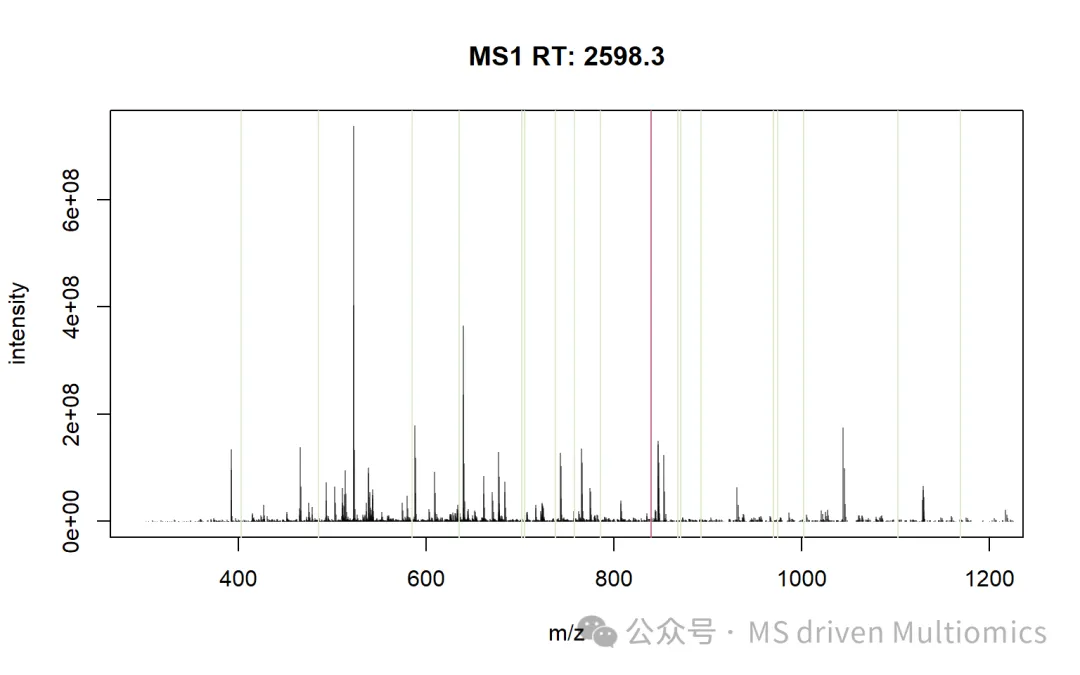 MS1 RT: 2598.3
intensity
6e+08
4e+08
2e+08
0e+00
400 600 800 1000 1200
m/z
公众号 · MS driven Multiomics